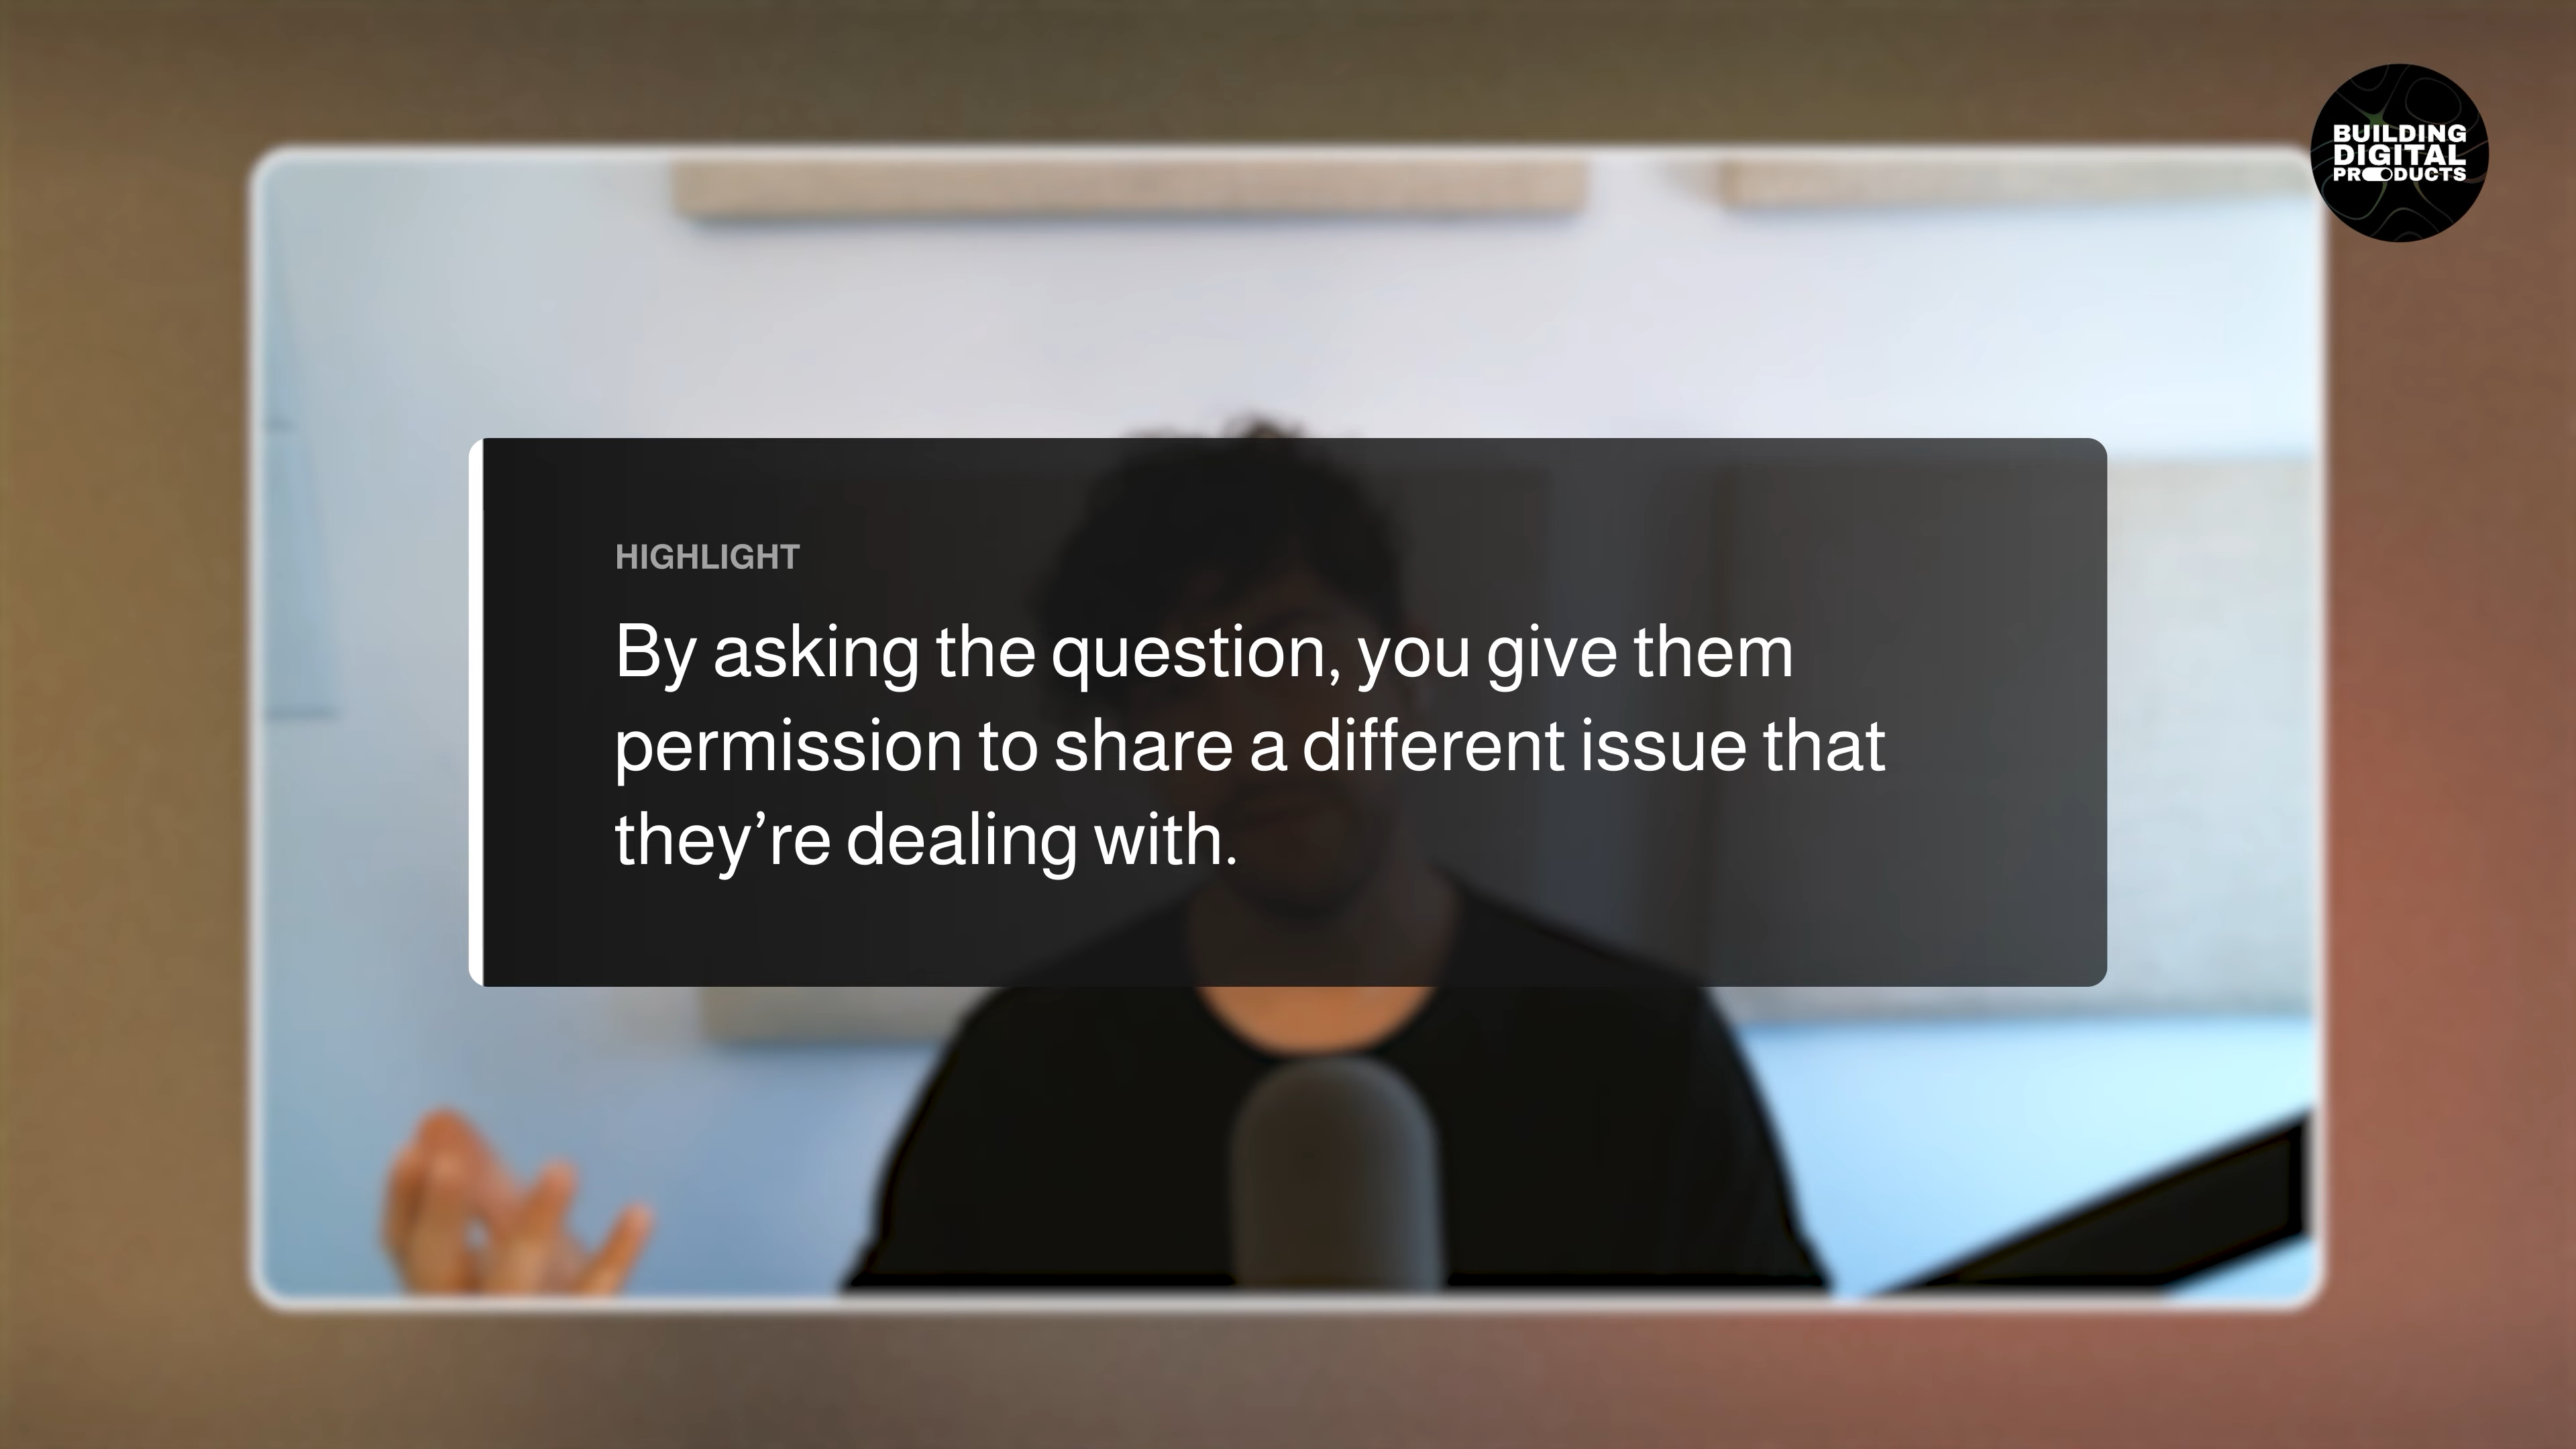 BUILDING
DIGITAL
PRODUCTS
HIGHLIGHT
By asking the question, you give them
permission to share a different issue that
they’re dealing with.